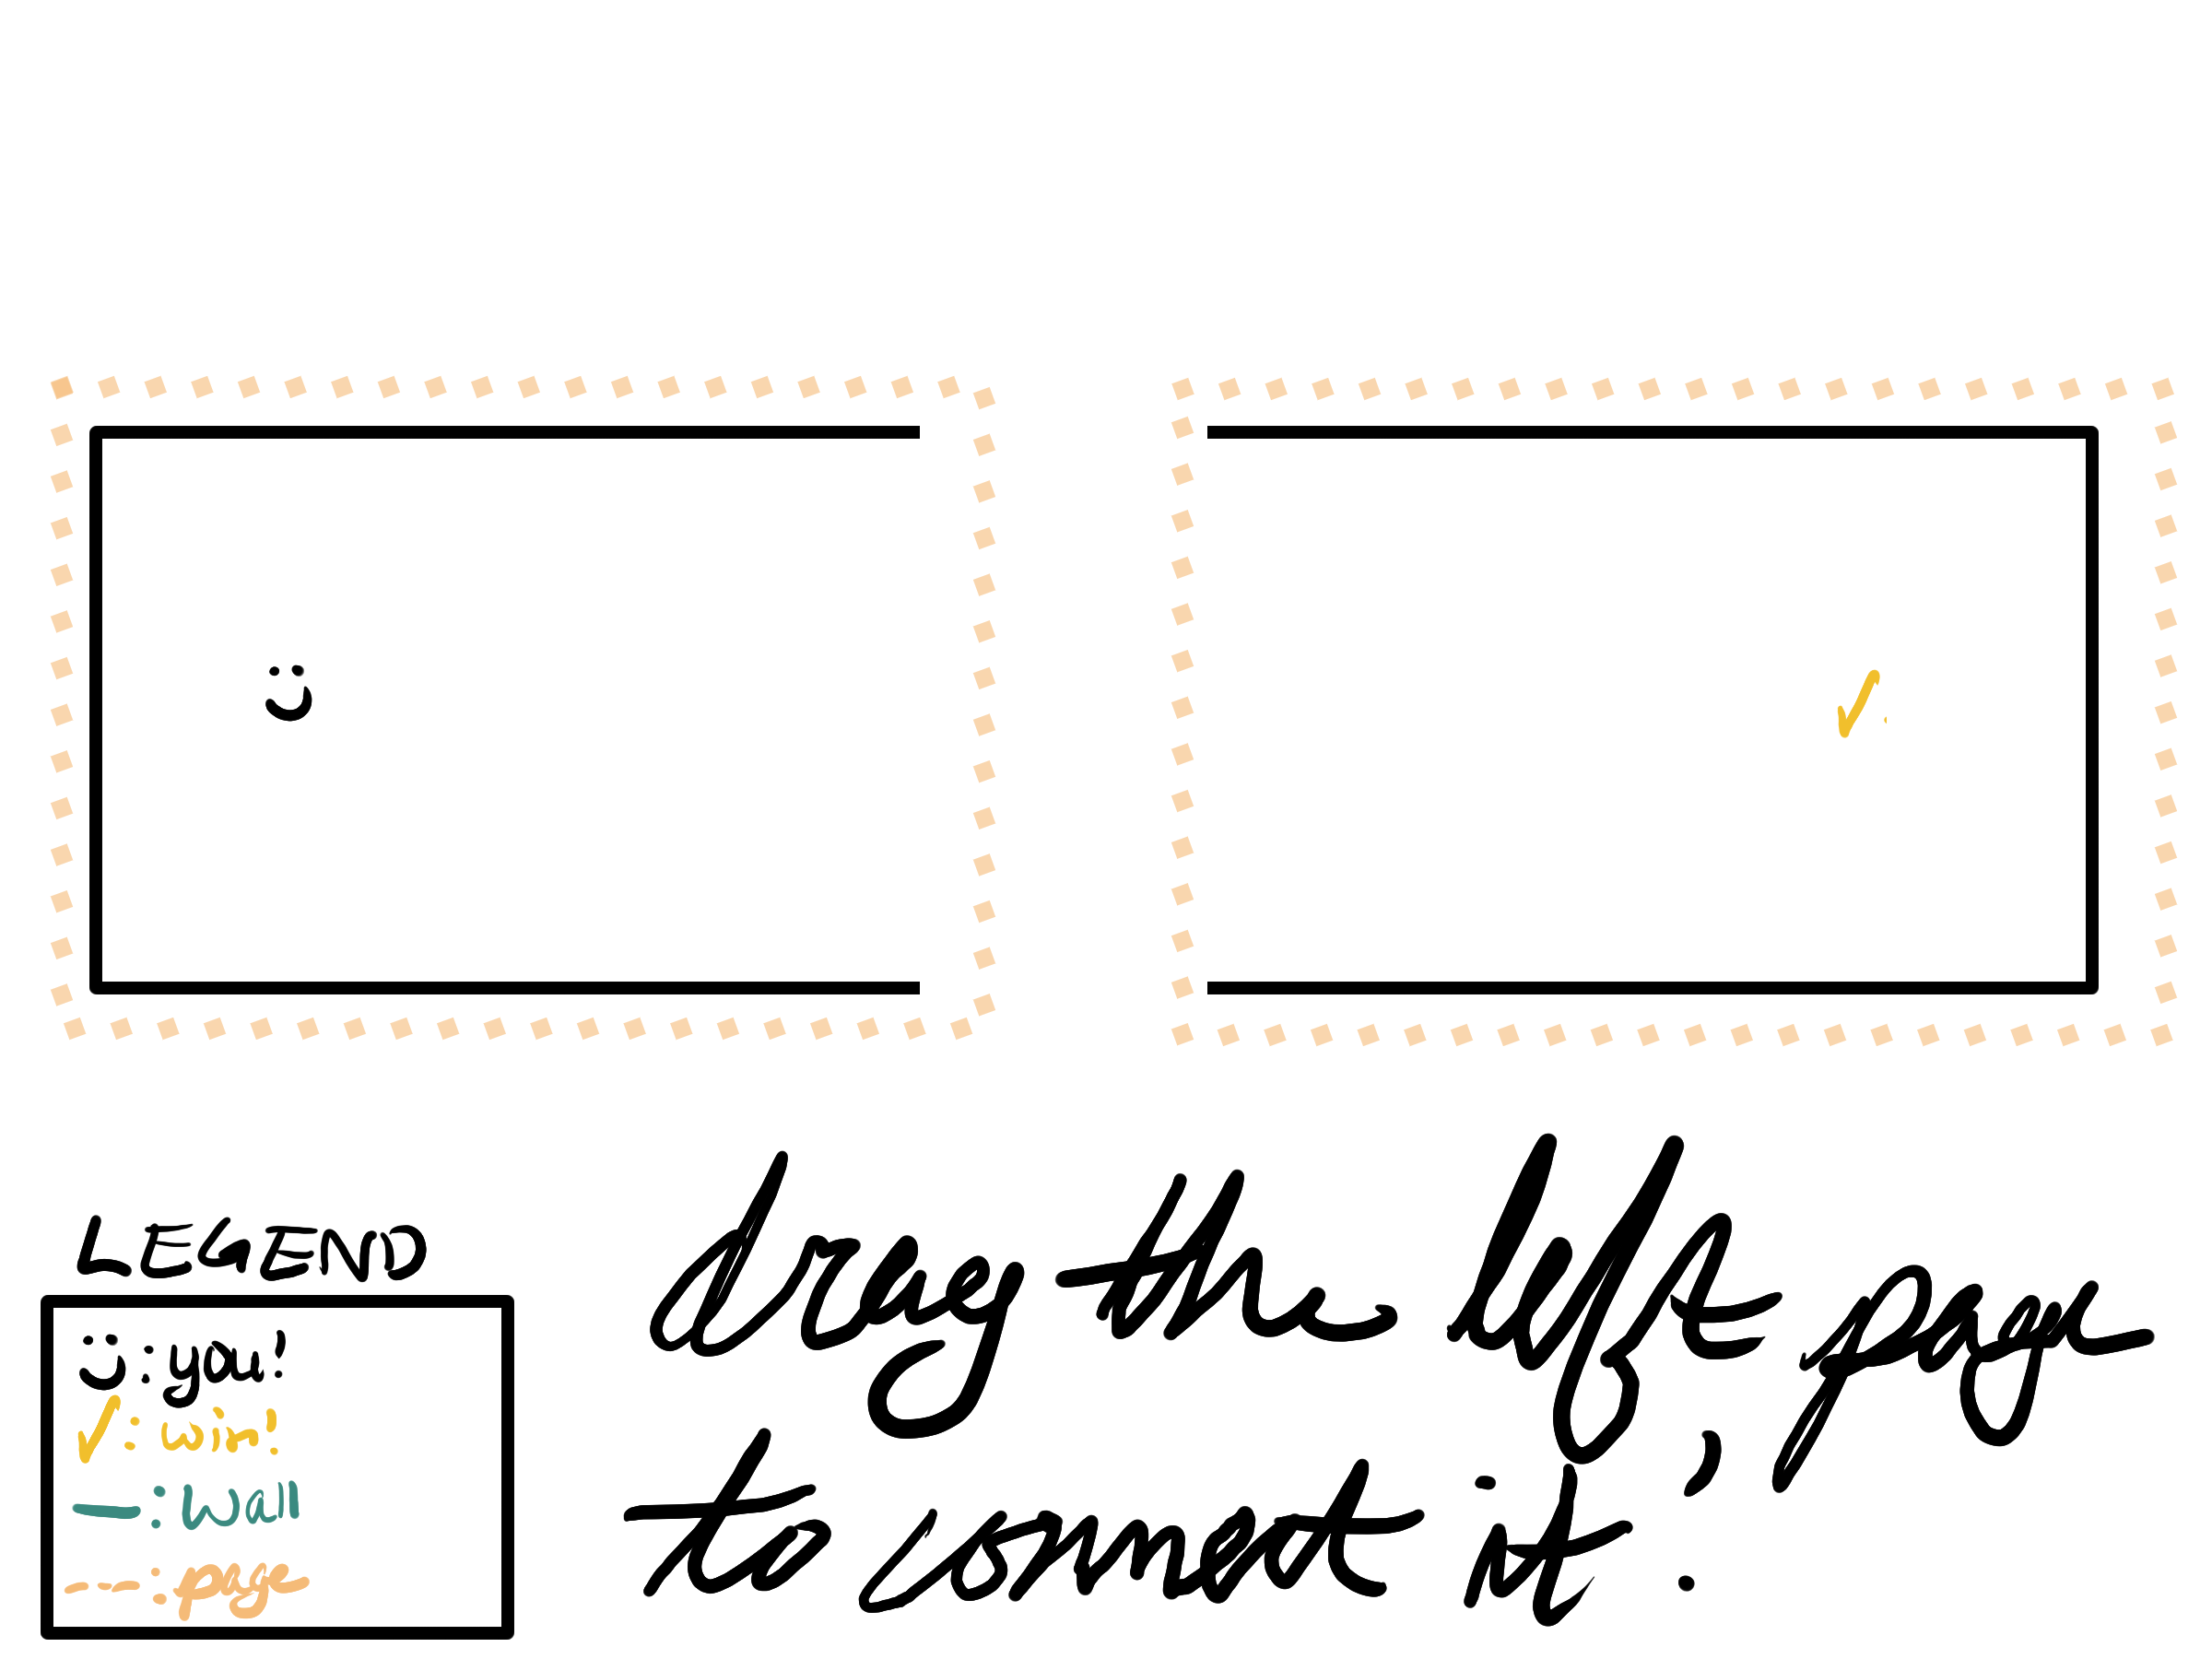 LEGEND
: you!
: win!
: wall
: page
drag the left page
to connect it!